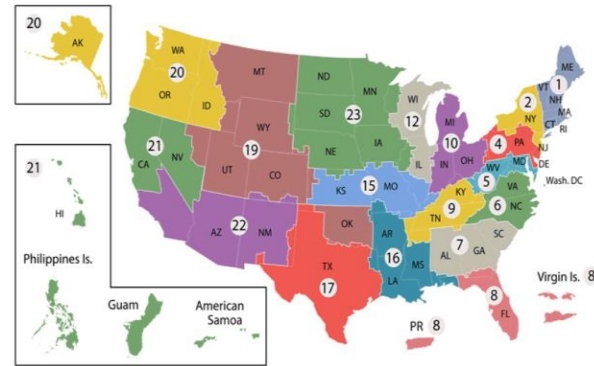 20
AK
21
HI
Philippines Is.
Guam
American
Samoa
WA
20
OR
ID
MT
19
WY
UT
CO
21
CA
NV
22
AZ
NM
ND
MN
23
SD
NE
IA
WI
12
IL
MI
10
IN
OH
15
KS
MO
OK
TX
17
AR
16
MS
LA
KY
9
TN
7
AL
GA
SC
8
FL
6
VA
NC
5
WV
MD
4
PA
2
NY
NJ
DE
Wash. DC
1
ME
VT
NH
MA
CT
RI
PR 8
Virgin Is. 8